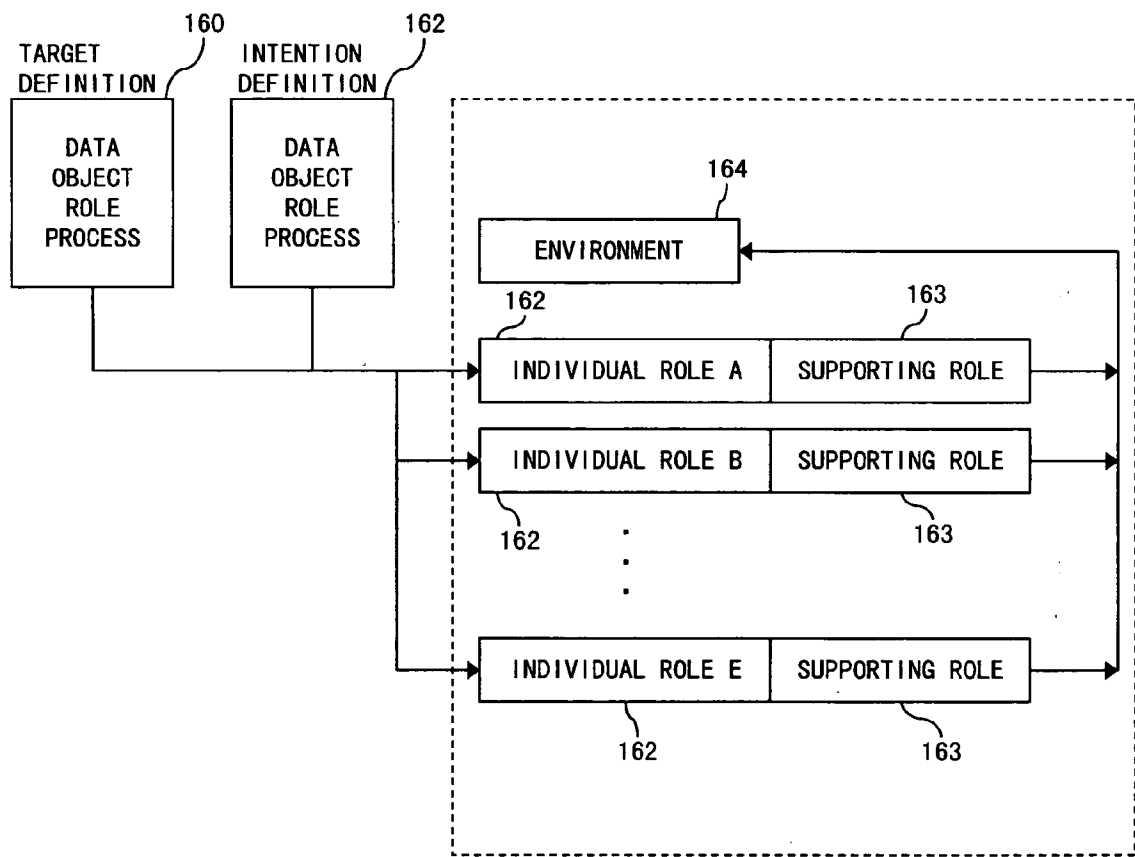 160
TARGET
DEFINITION
DATA
OBJECT
ROLE
PROCESS
162
INTENTION
DEFINITION
DATA
OBJECT
ROLE
PROCESS
164
ENVIRONMENT
162
163
INDIVIDUAL ROLE A
SUPPORTING ROLE
INDIVIDUAL ROLE B
SUPPORTING ROLE
162
163
INDIVIDUAL ROLE E
SUPPORTING ROLE
162
163